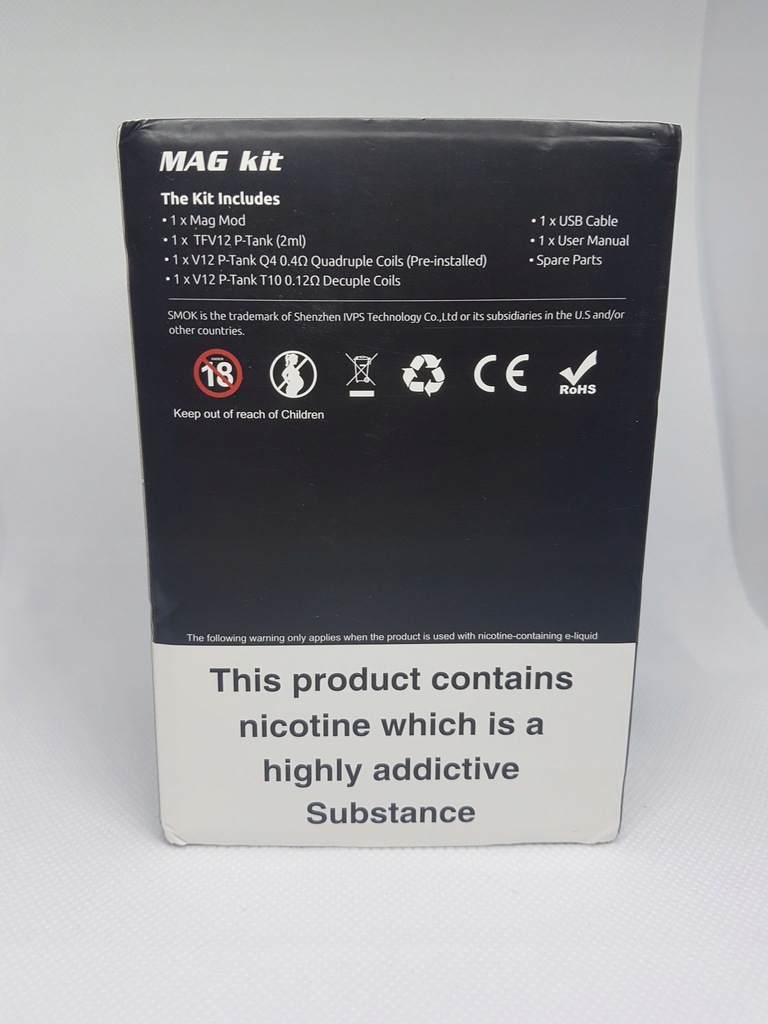 MAG kit
The Kit Includes
• 1 x Mag Mod
• 1 x TFV12 P-Tank (2ml)
• 1 x V12 P-Tank Q4 0.4Ω Quadruple Coils (Pre-installed)
• 1 x V12 P-Tank T10 0.12Ω Decuple Coils
• 1 x USB Cable
• 1 x User Manual
• Spare Parts
SMOK is the trademark of Shenzhen IVPS Technology Co.,Ltd or its subsidiaries in the U.S and/or
other countries.
UNDER
18
CE
RoHS
Keep out of reach of Children
The following warning only applies when the product is used with nicotine-containing e-liquid
This product contains
nicotine which is a
highly addictive
Substance